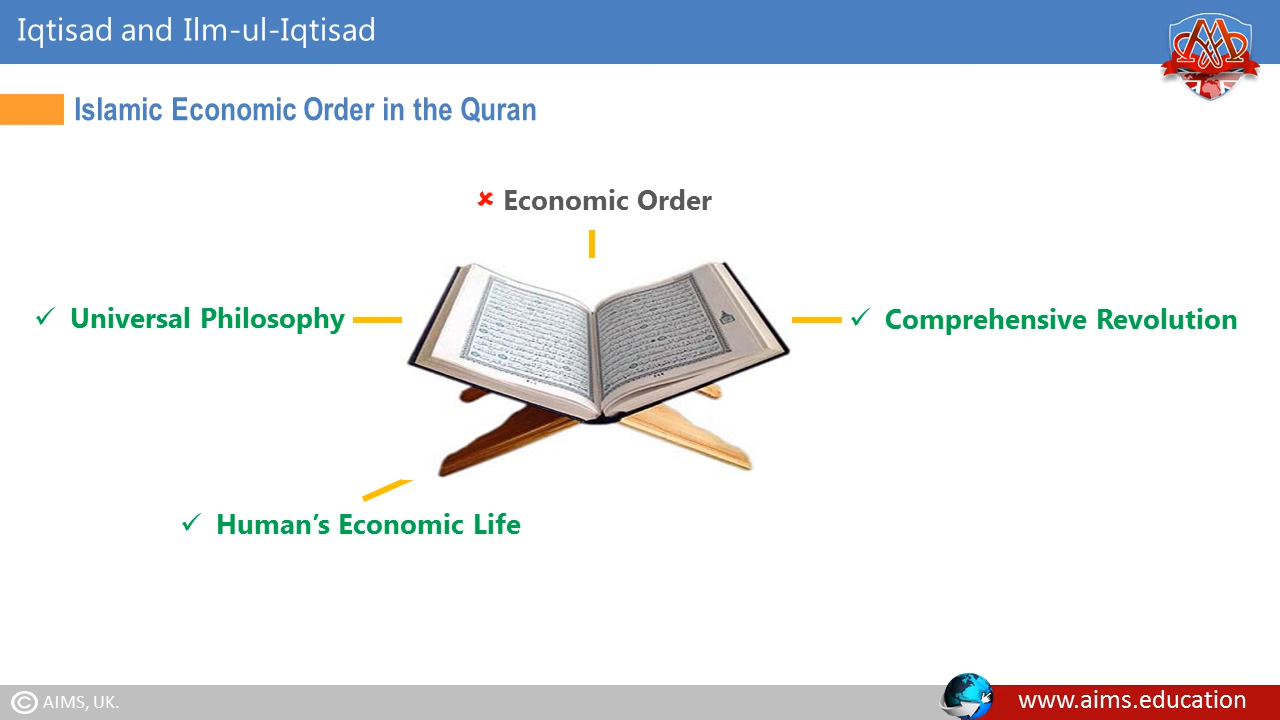 Iqtisad and Ilm-ul-Iqtisad
Islamic Economic Order in the Quran
✘ Economic Order
✓ Universal Philosophy
✓ Comprehensive Revolution
✓ Human’s Economic Life
© AIMS, UK.
www.aims.education